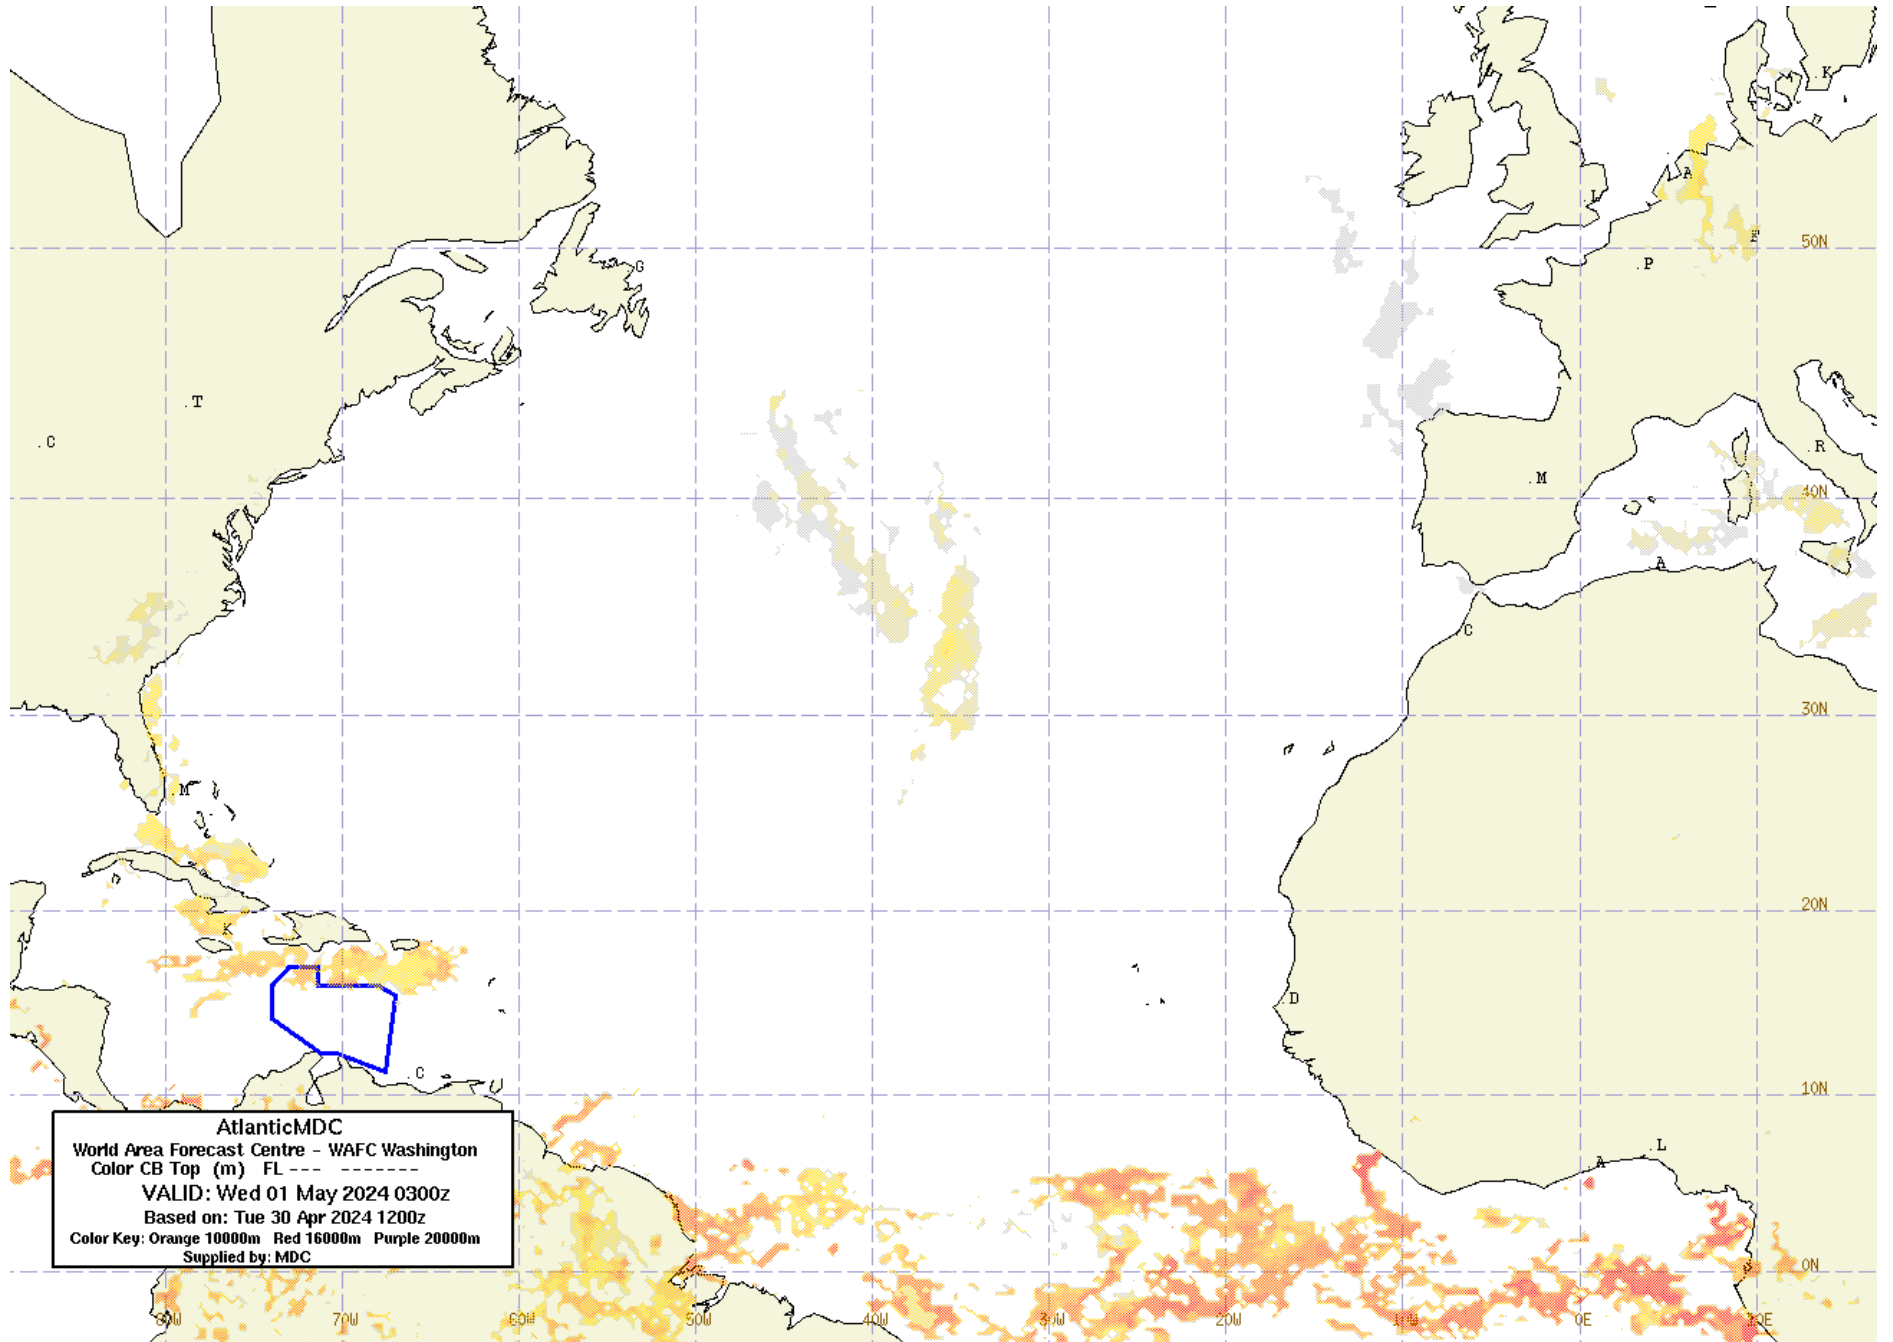 .K
A
L
50N
F
G
.P
.T
.C
R
.M
40N
A
C
30N
.M
20N
K
.D
.C
10N
AtlanticMDC
World Area Forecast Centre - WAFC Washington
Color CB Top (m) FL --- -------
VALID: Wed 01 May 2024 0300z
Based on: Tue 30 Apr 2024 1200z
Color Key: Orange 10000m Red 16000m Purple 20000m
Supplied by: MDC
.L
A
0N
80W 70W 60W 50W 40W 30W 20W 10W 0E 10E